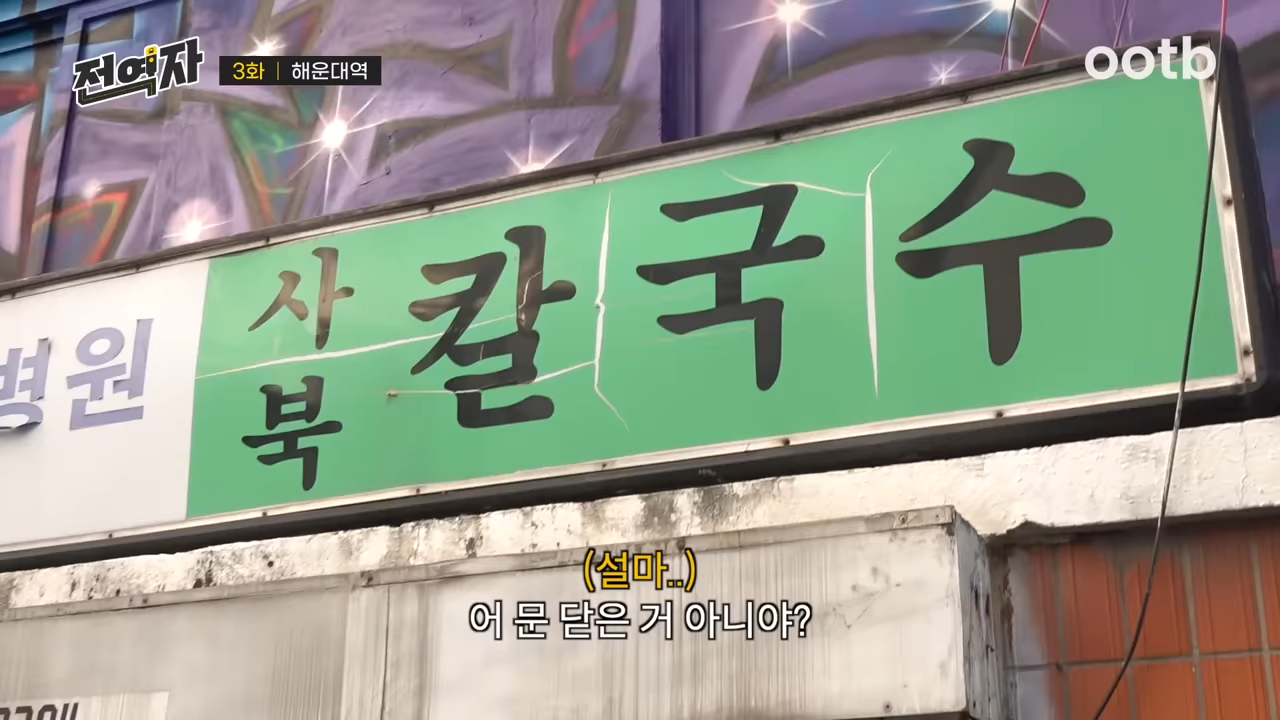 전역자
3화 | 해운대역
ootb
병원
사북 칼국수
(설마..)
어 문 닫은 거 아니야?